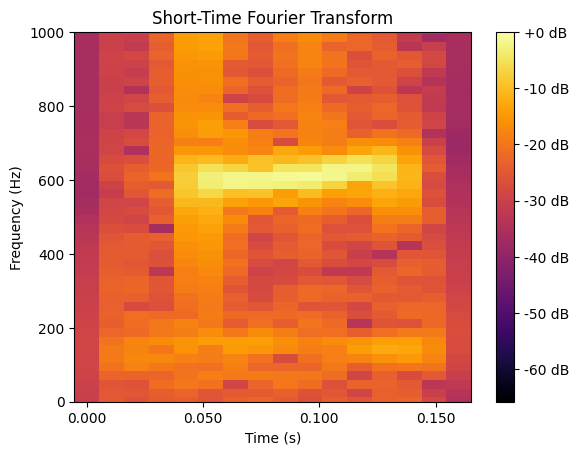 Short-Time Fourier Transform
1000
800
600
400
200
0
Frequency (Hz)
0.000
0.050
0.100
0.150
Time (s)
+0 dB
-10 dB
-20 dB
-30 dB
-40 dB
-50 dB
-60 dB